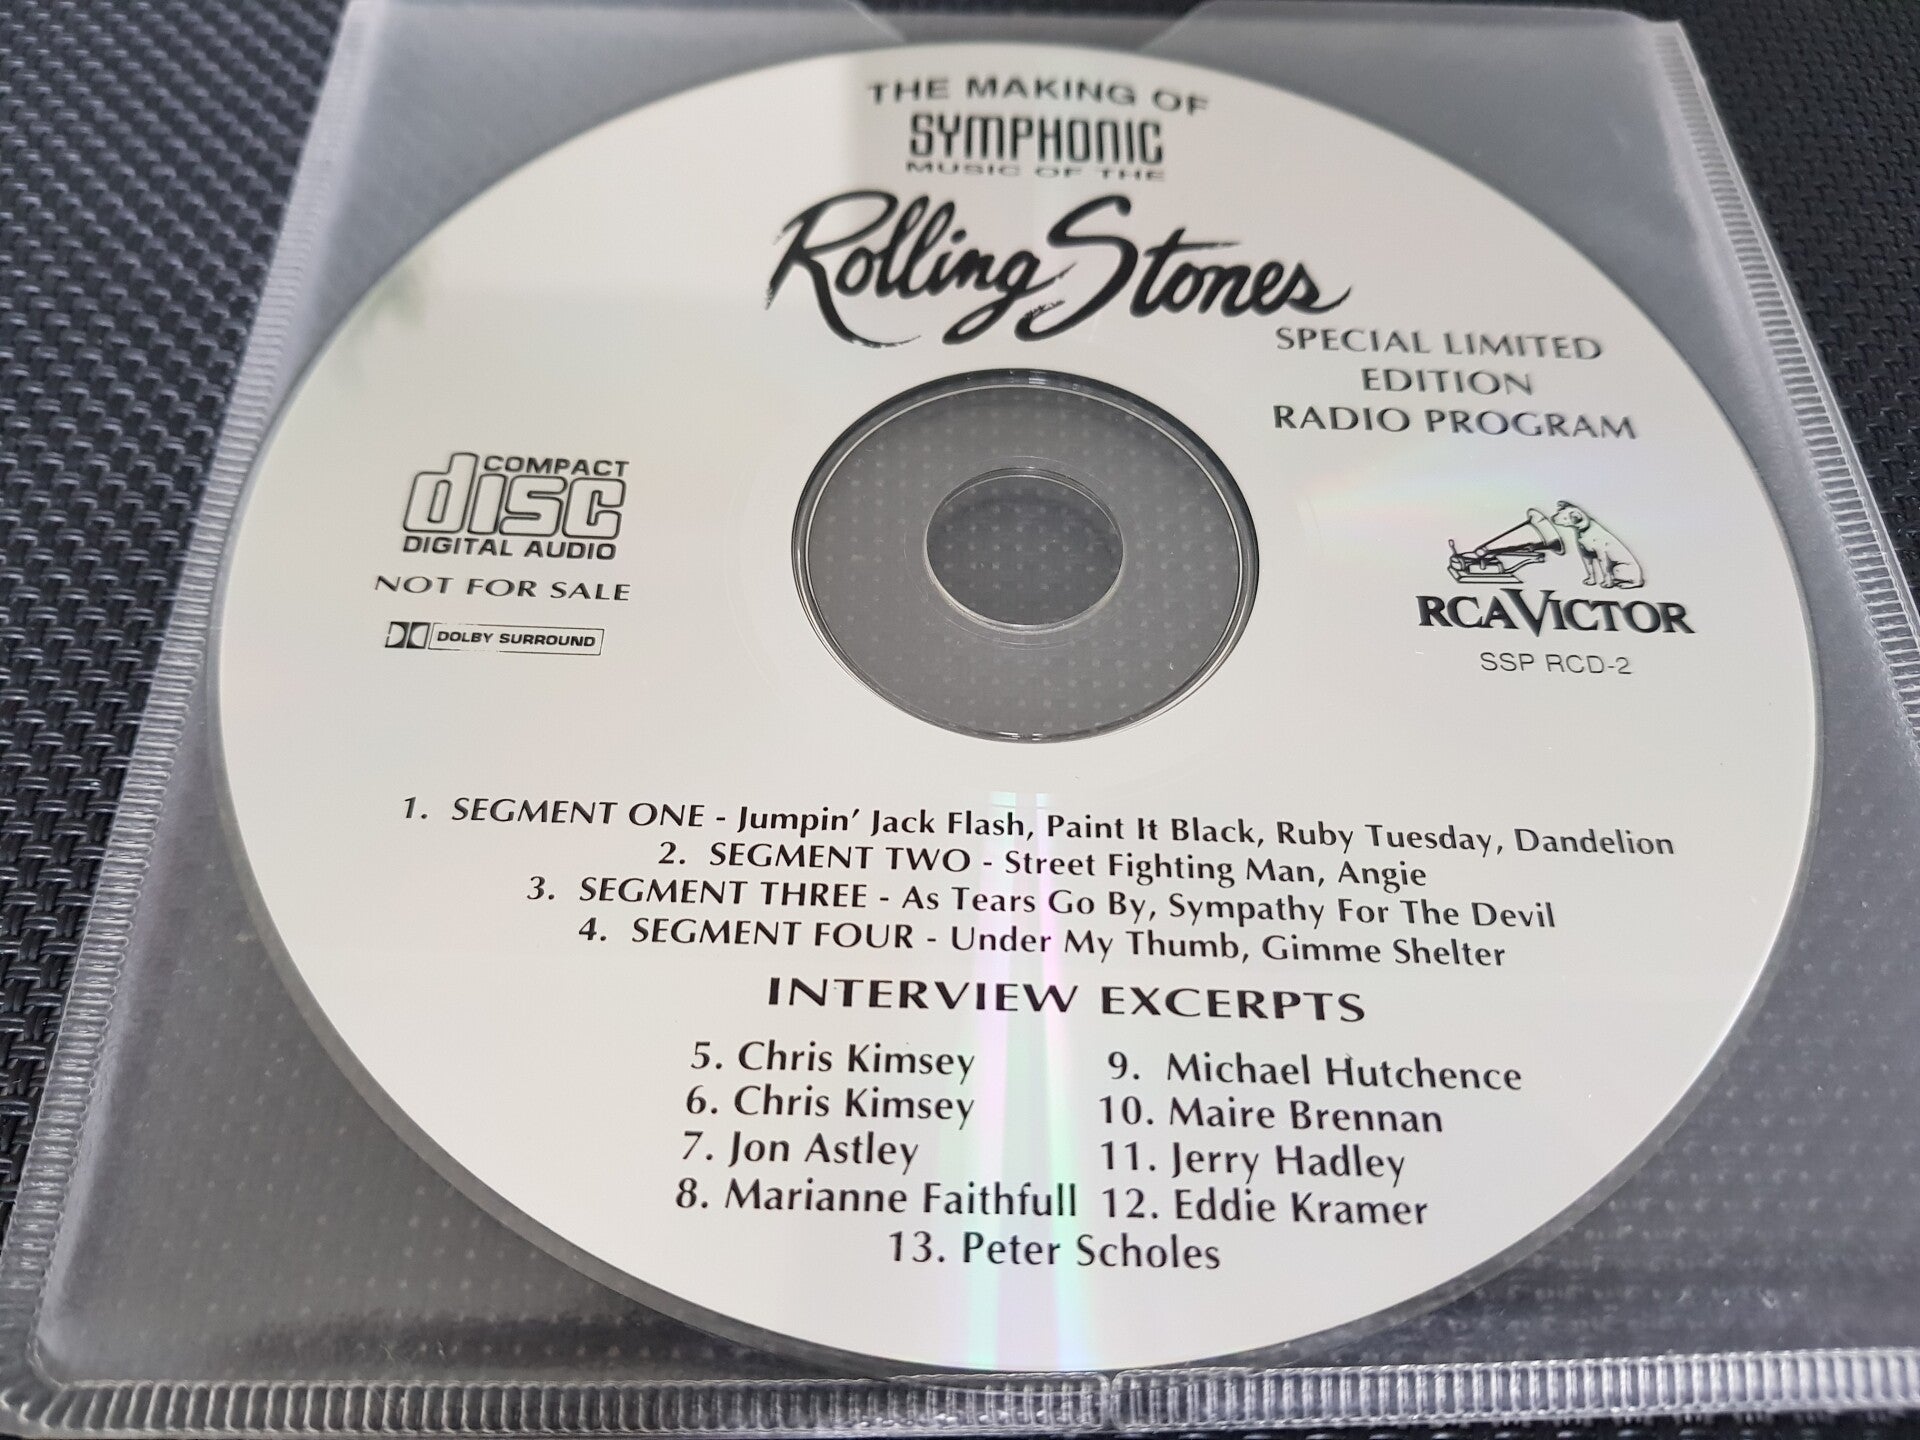 THE MAKING OF
SYMPHONIC
MUSIC OF THE
Rolling Stones
SPECIAL LIMITED
EDITION
RADIO PROGRAM
COMPACT
disc
DIGITAL AUDIO
NOT FOR SALE
DOLBY SURROUND
RCA VICTOR
SSP RCD-2
1. SEGMENT ONE - Jumpin' Jack Flash, Paint It Black, Ruby Tuesday, Dandelion
2. SEGMENT TWO - Street Fighting Man, Angie
3. SEGMENT THREE - As Tears Go By, Sympathy For The Devil
4. SEGMENT FOUR - Under My Thumb, Gimme Shelter
INTERVIEW EXCERPTS
5. Chris Kimsey
6. Chris Kimsey
7. Jon Astley
8. Marianne Faithfull
9. Michael Hutchence
10. Maire Brennan
11. Jerry Hadley
12. Eddie Kramer
13. Peter Scholes